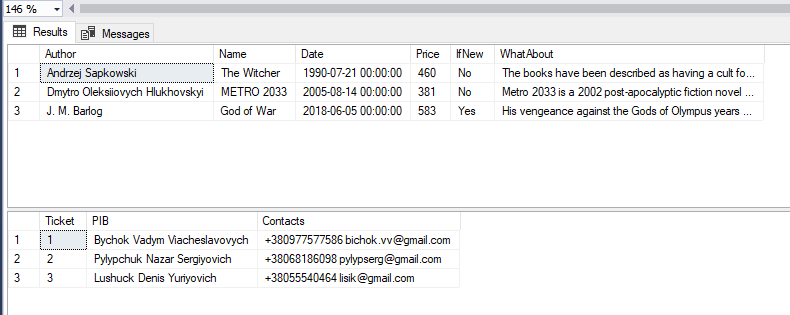 146 %
Results Messages
Author Name Date Price IfNew WhatAbout
1 Andrzej Sapkowski The Witcher 1990-07-21 00:00:00 460 No The books have been described as having a cult fo...
2 Dmytro Oleksiiovych Hlukhovskyi METRO 2033 2005-08-14 00:00:00 381 No Metro 2033 is a 2002 post-apocalyptic fiction novel ...
3 J. M. Barlog God of War 2018-06-05 00:00:00 583 Yes His vengeance against the Gods of Olympus years ...
Ticket PIB Contacts
1 1 Bychok Vadym Viacheslavovych +380977577586 bichok.vv@gmail.com
2 2 Pylypchuk Nazar Sergiyovich +38068186098 pylypserg@gmail.com
3 3 Lushuck Denis Yuriyovich +38055540464 lisik@gmail.com